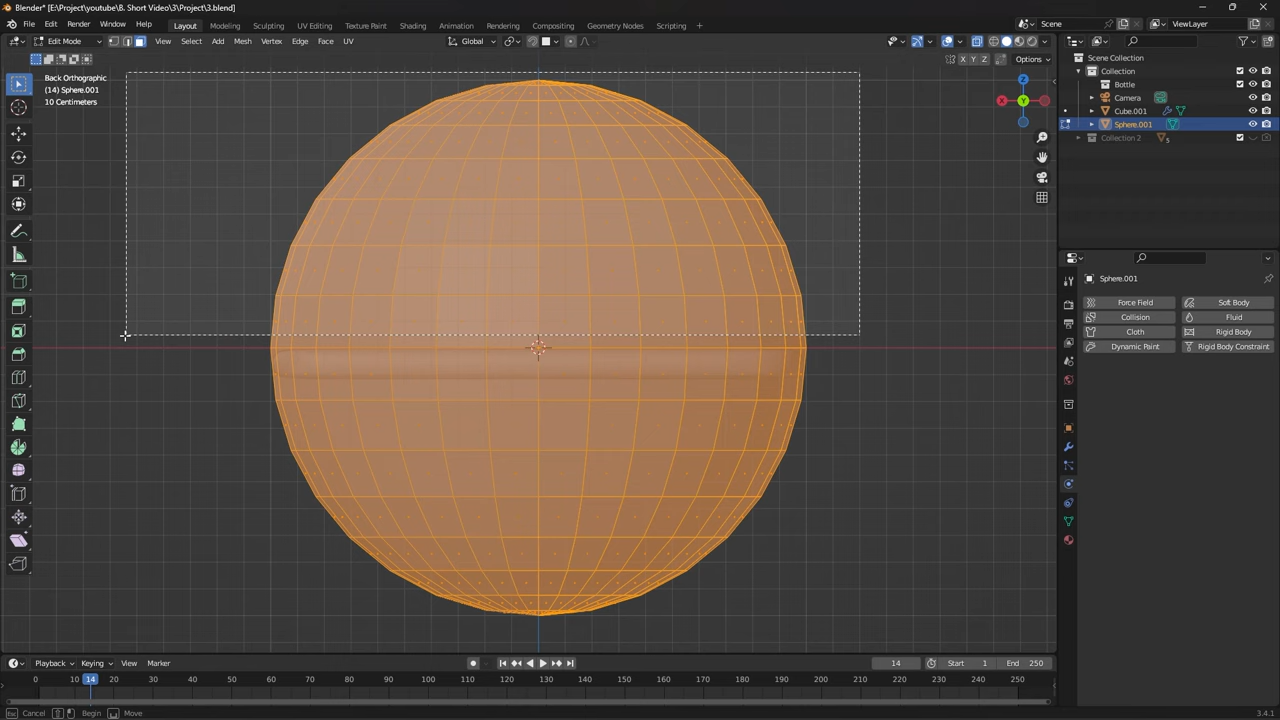 Blender* [E:\Project\youtube\B. Short Video\3\Project\3.blend]
File Edit Render Window Help Layout Modeling Sculpting UV Editing Texture Paint Shading Animation Rendering Compositing Geometry Nodes Scripting + Scene ViewLayer
Edit Mode View Select Add Mesh Vertex Edge Face UV Global
X Y Z Options
Back Orthographic
(14) Sphere.001
10 Centimeters
Z
X Y
Scene Collection
Collection
Bottle
Camera
Cube.001
Sphere.001
Collection 2 5
Sphere.001
Force Field Soft Body
Collision Fluid
Cloth Rigid Body
Dynamic Paint Rigid Body Constraint
Playback Keying View Marker 14 Start 1 End 250
0 10 14 20 30 40 50 60 70 80 90 100 110 120 130 140 150 160 170 180 190 200 210 220 230 240 250
Esc Cancel Begin Move 3.4.1